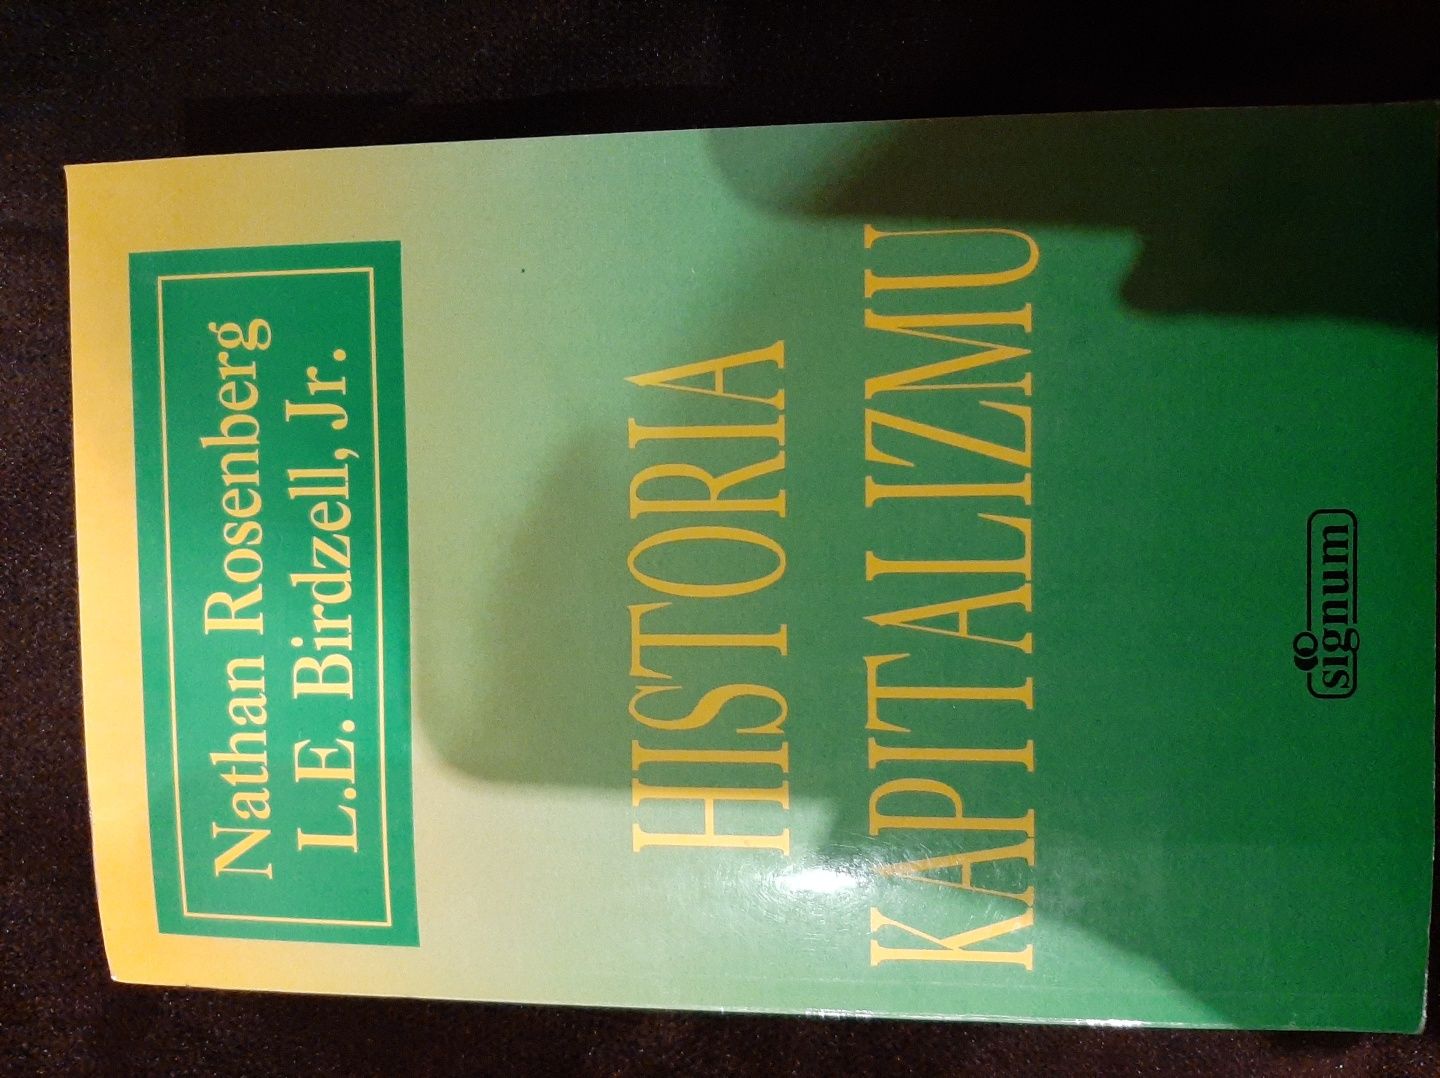 Nathan Rosenberg
L.E. Birdzell, Jr.
HISTORIA
KAPITALIZMU
signum